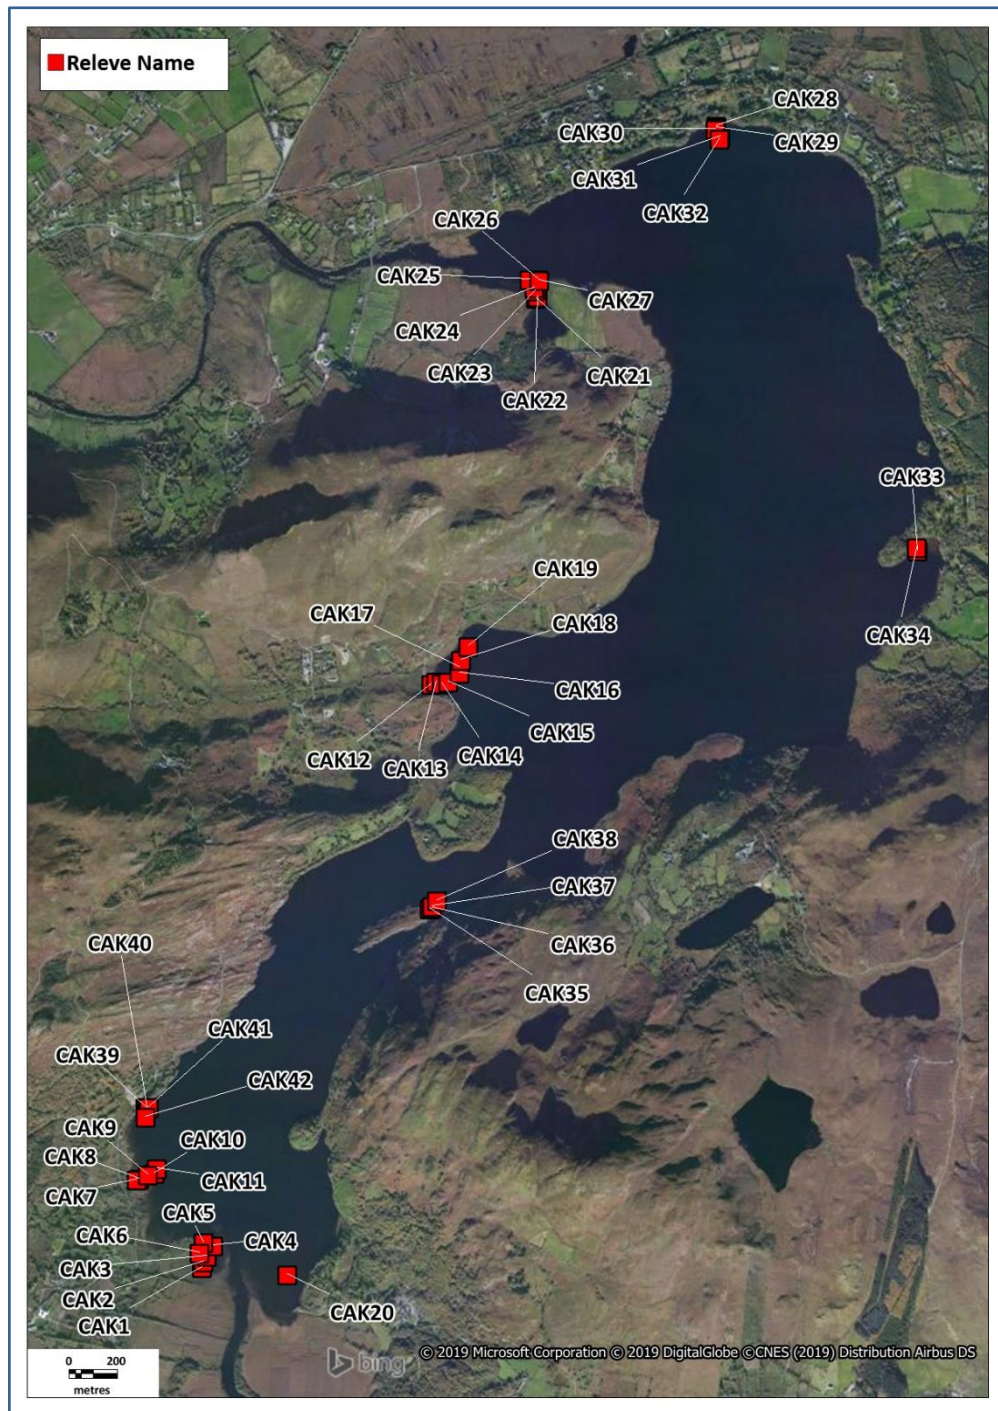 Releve Name
CAK28
CAK30
CAK29
CAK31
CAK32
CAK26
CAK25
CAK27
CAK24
CAK23
CAK21
CAK22
CAK33
CAK19
CAK17
CAK18
CAK34
CAK16
CAK15
CAK12
CAK14
CAK13
CAK38
CAK37
CAK40
CAK36
CAK35
CAK41
CAK39
CAK42
CAK9
CAK10
CAK8
CAK11
CAK7
CAK5
CAK6
CAK4
CAK3
CAK2
CAK20
CAK1
0 200
metres
bing
© 2019 Microsoft Corporation © 2019 DigitalGlobe ©CNES (2019) Distribution Airbus DS